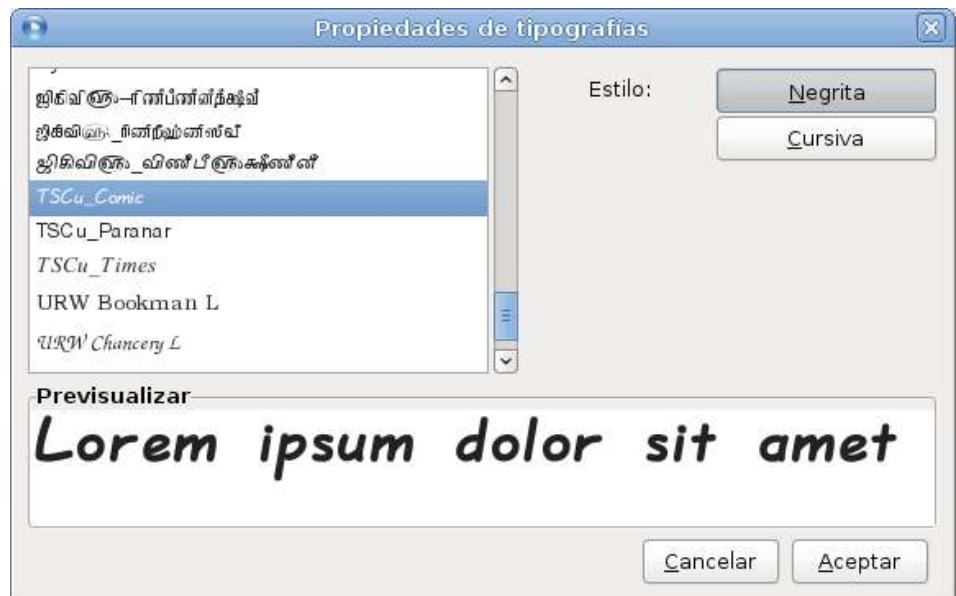 Propiedades de tipografías
Estilo:
Negrita
Cursiva
TSCu_Comic
TSCu_Paranar
TSCu_Times
URW Bookman L
URW Chancery L
Previsualizar
Lorem ipsum dolor sit amet
Cancelar
Aceptar